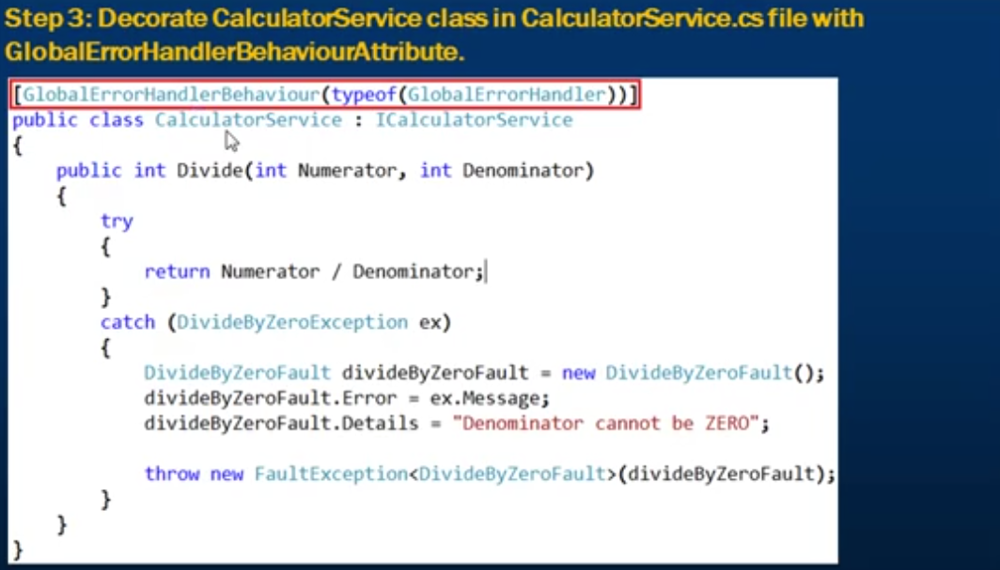 Step 3: Decorate CalculatorService class in CalculatorService.cs file with
GlobalErrorHandlerBehaviourAttribute.
[GlobalErrorHandlerBehaviour(typeof(GlobalErrorHandler))]
public class CalculatorService : ICalculatorService
{
    public int Divide(int Numerator, int Denominator)
    {
        try
        {
            return Numerator / Denominator;
        }
        catch (DivideByZeroException ex)
        {
            DivideByZeroFault divideByZeroFault = new DivideByZeroFault();
            divideByZeroFault.Error = ex.Message;
            divideByZeroFault.Details = "Denominator cannot be ZERO";

            throw new FaultException<DivideByZeroFault>(divideByZeroFault);
        }
    }
}